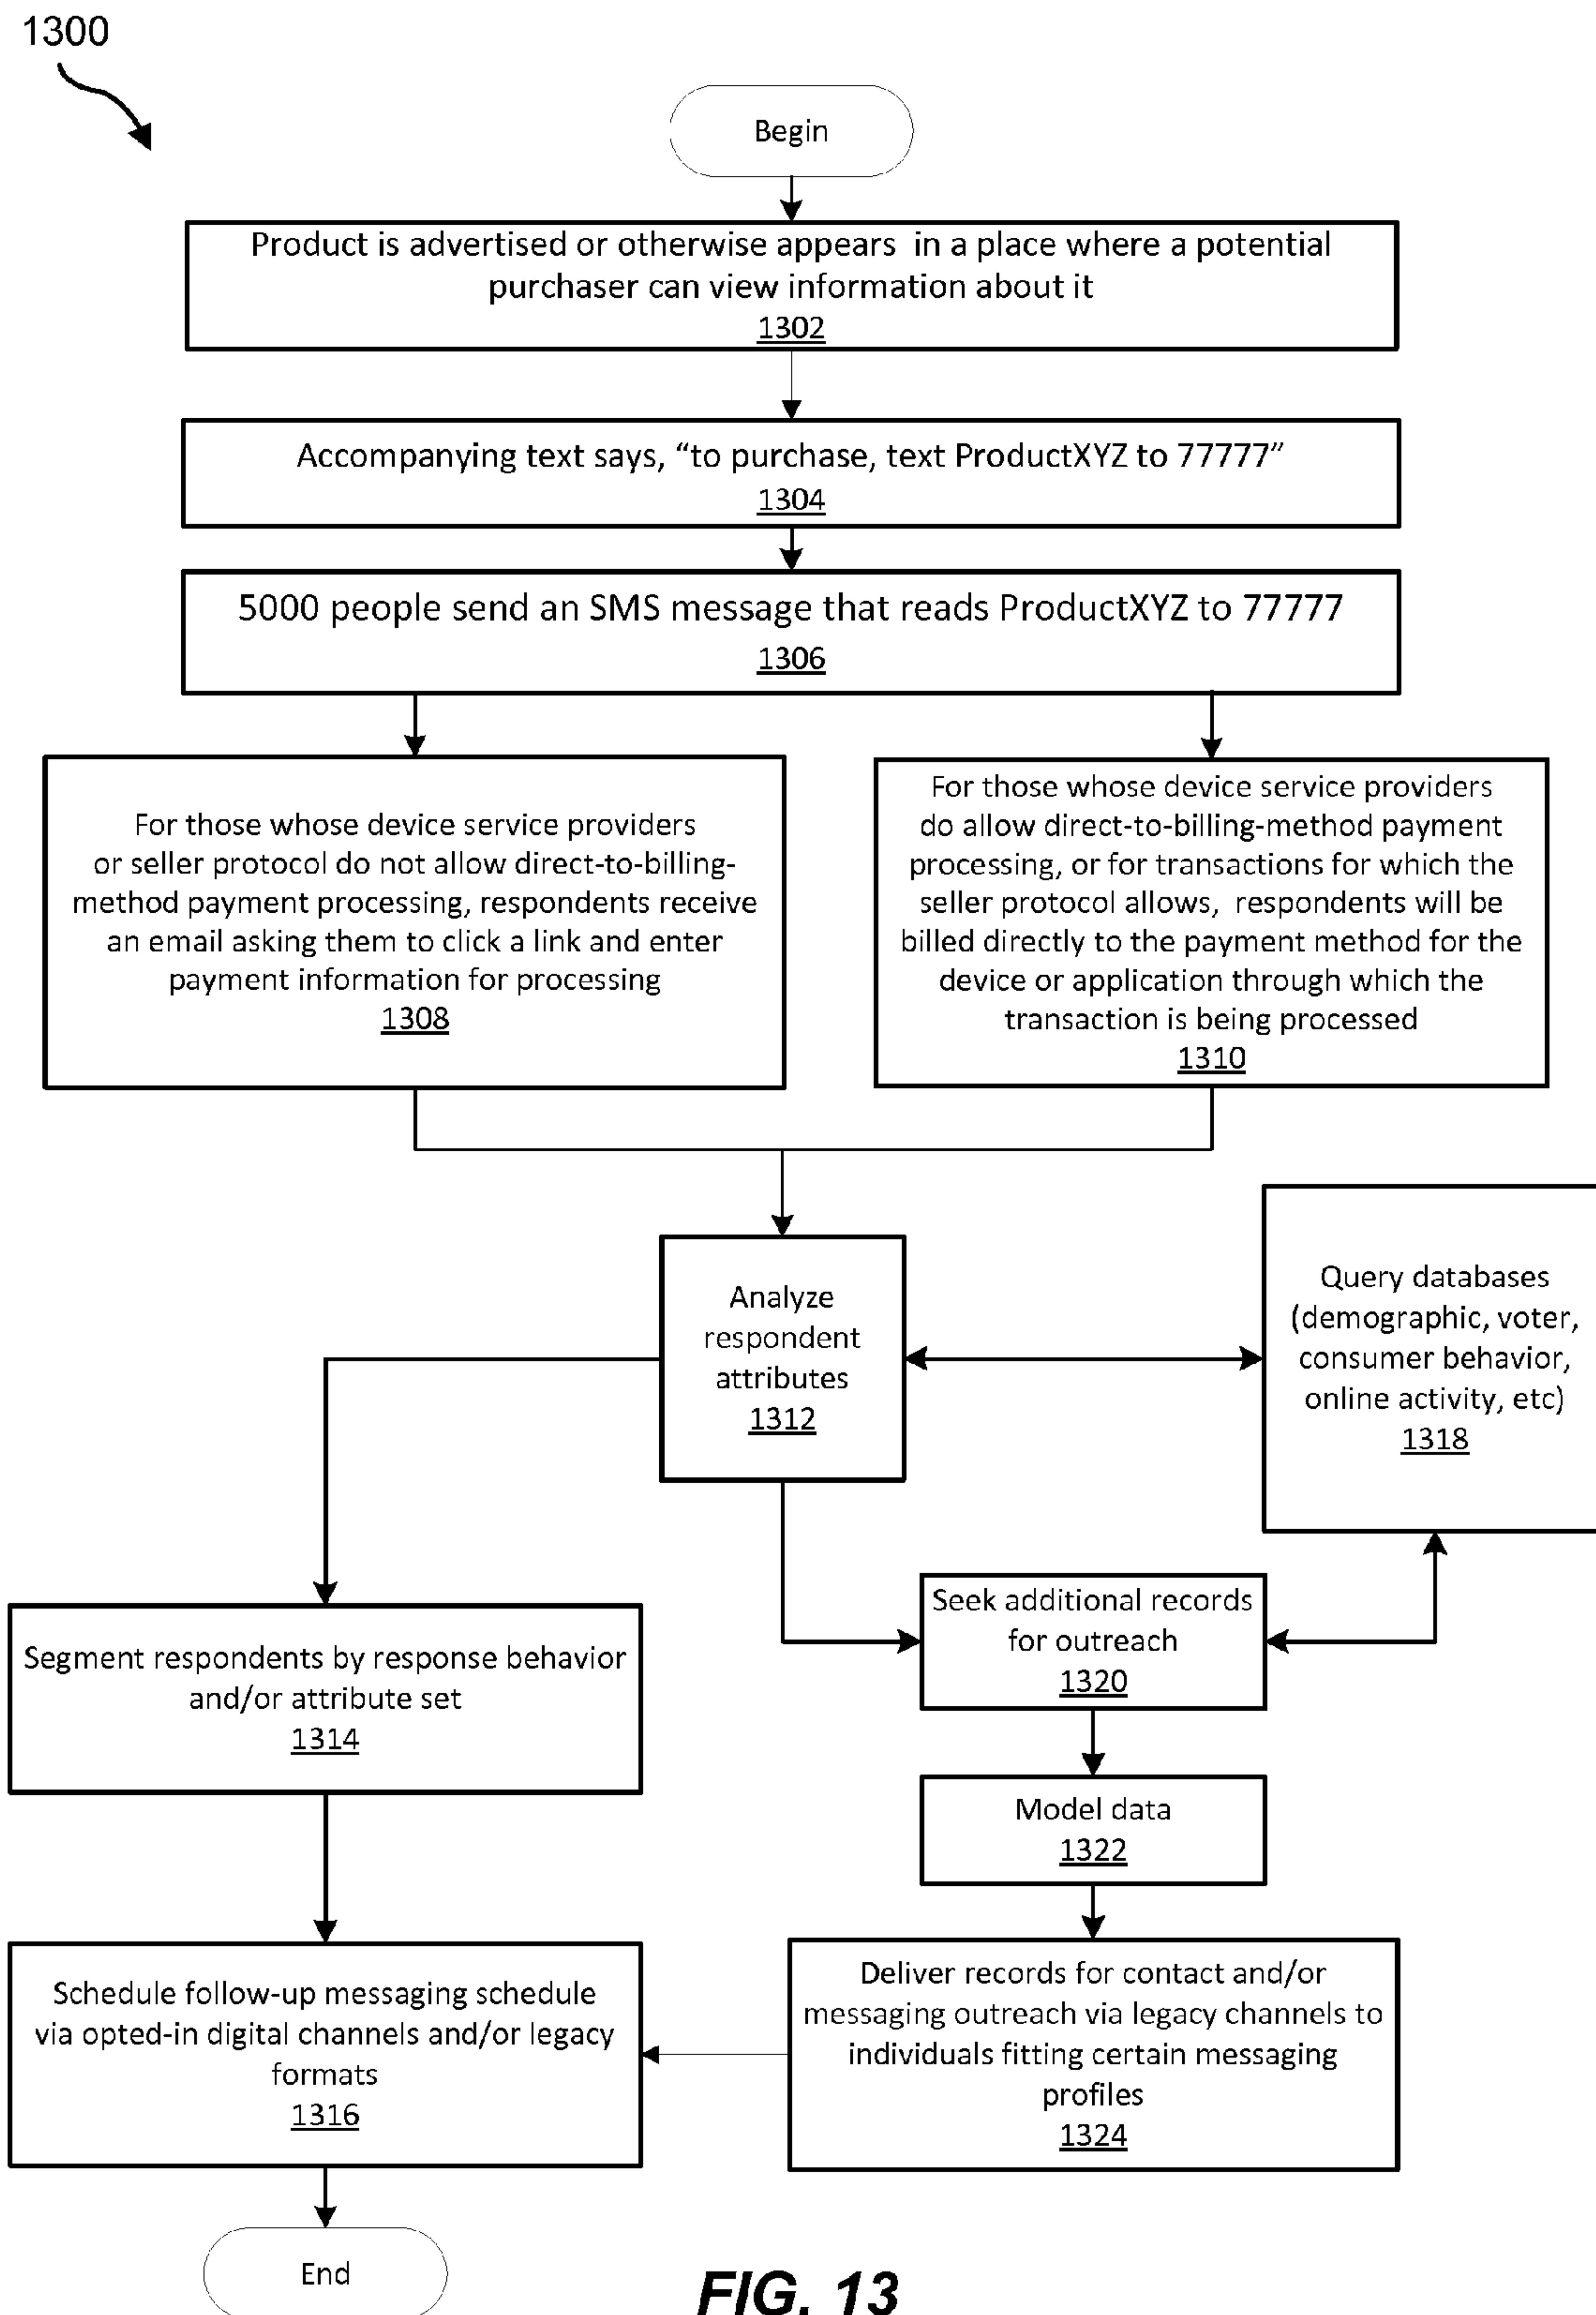 1300
Begin
Product is advertised or otherwise appears in a place where a potential
purchaser can view information about it
1302
Accompanying text says, “to purchase, text ProductXYZ to 77777”
1304
5000 people send an SMS message that reads ProductXYZ to 77777
1306
For those whose device service providers
or seller protocol do not allow direct-to-billing-
method payment processing, respondents receive
an email asking them to click a link and enter
payment information for processing
1308
For those whose device service providers
do allow direct-to-billing-method payment
processing, or for transactions for which the
seller protocol allows, respondents will be
billed directly to the payment method for the
device or application through which the
transaction is being processed
1310
Analyze
respondent
attributes
1312
Query databases
(demographic, voter,
consumer behavior,
online activity, etc)
1318
Seek additional records
for outreach
1320
Segment respondents by response behavior
and/or attribute set
1314
Model data
1322
Schedule follow-up messaging schedule
via opted-in digital channels and/or legacy
formats
1316
Deliver records for contact and/or
messaging outreach via legacy channels to
individuals fitting certain messaging
profiles
1324
End
FIG. 13